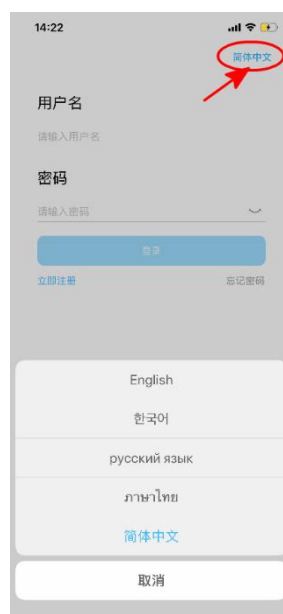 14:22
简体中文
用户名
请输入用户名
密码
请输入密码
登录
立即注册 忘记密码
English
한국어
русский язык
ภาษาไทย
简体中文
取消